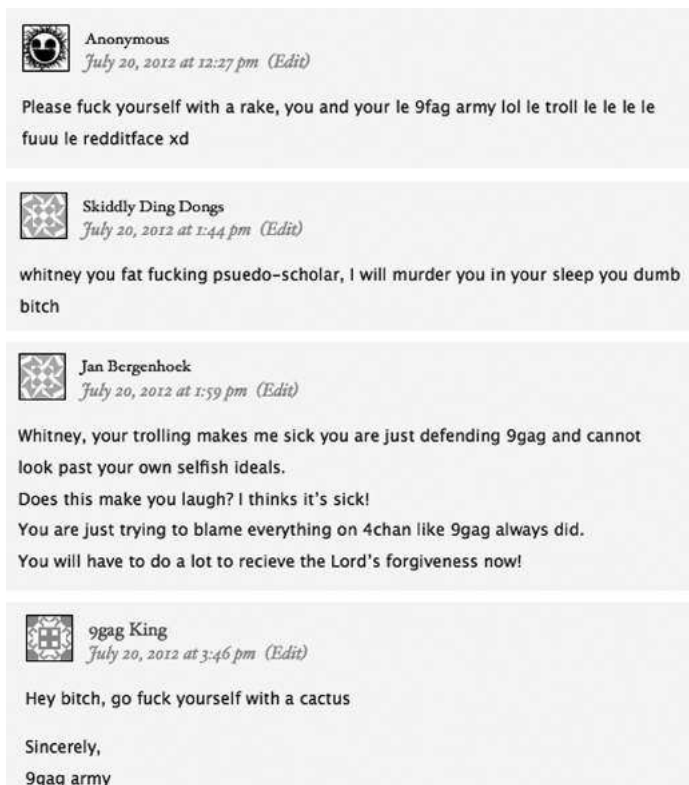 Anonymous
July 20, 2012 at 12:27 pm (Edit)
Please fuck yourself with a rake, you and your le 9fag army lol le troll le le le le
fuuu le redditface xd
Skiddly Ding Dongs
July 20, 2012 at 1:44 pm (Edit)
whitney you fat fucking psuedo-scholar, I will murder you in your sleep you dumb
bitch
Jan Bergenhoek
July 20, 2012 at 1:59 pm (Edit)
Whitney, your trolling makes me sick you are just defending 9gag and cannot
look past your own selfish ideals.
Does this make you laugh? I thinks it's sick!
You are just trying to blame everything on 4chan like 9gag always did.
You will have to do a lot to recieve the Lord's forgiveness now!
9gag King
July 20, 2012 at 3:46 pm (Edit)
Hey bitch, go fuck yourself with a cactus
Sincerely,
9gag army